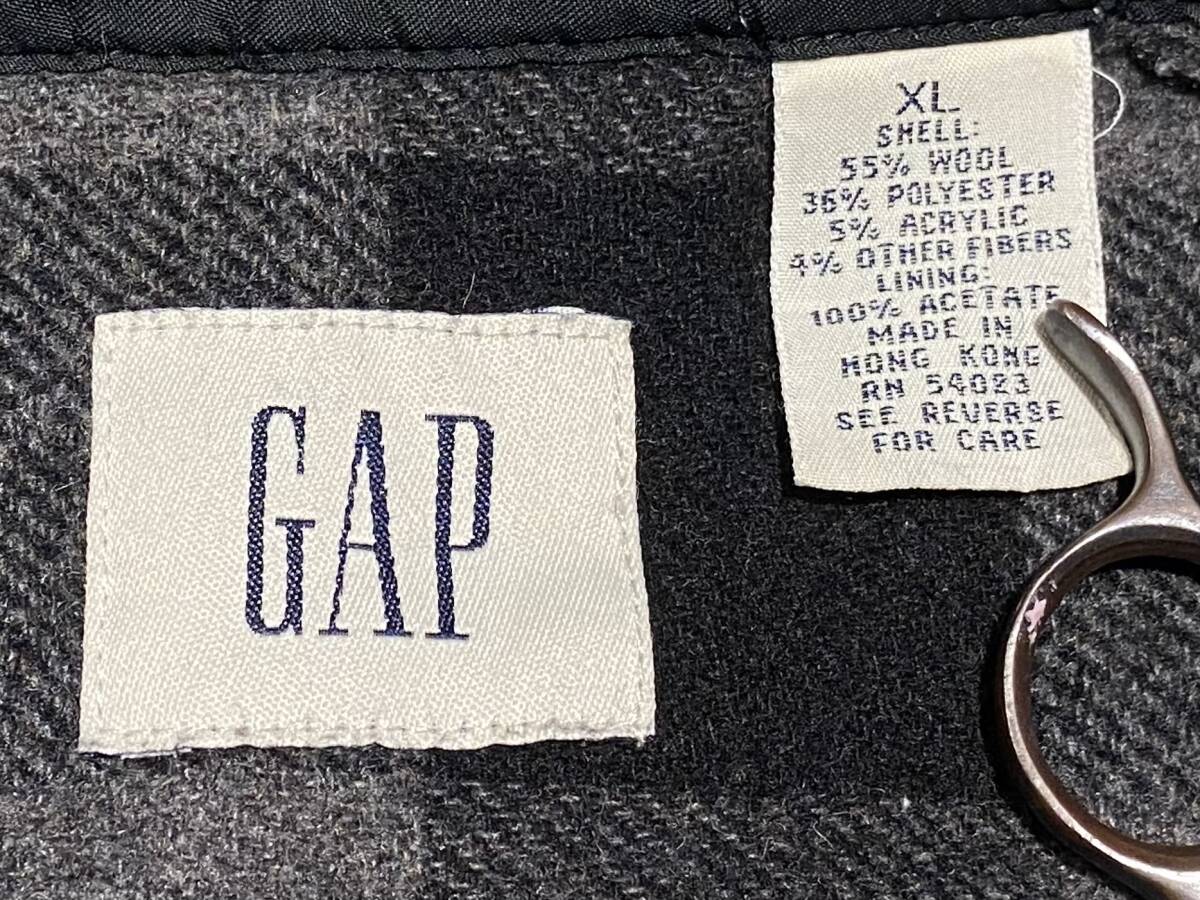 GAP
XL
SHELL:
55% WOOL
36% POLYESTER
5% ACRYLIC
4% OTHER FIBERS
LINING:
100% ACETATE
MADE IN
HONG KONG
RN 54023
SEE REVERSE
FOR CARE